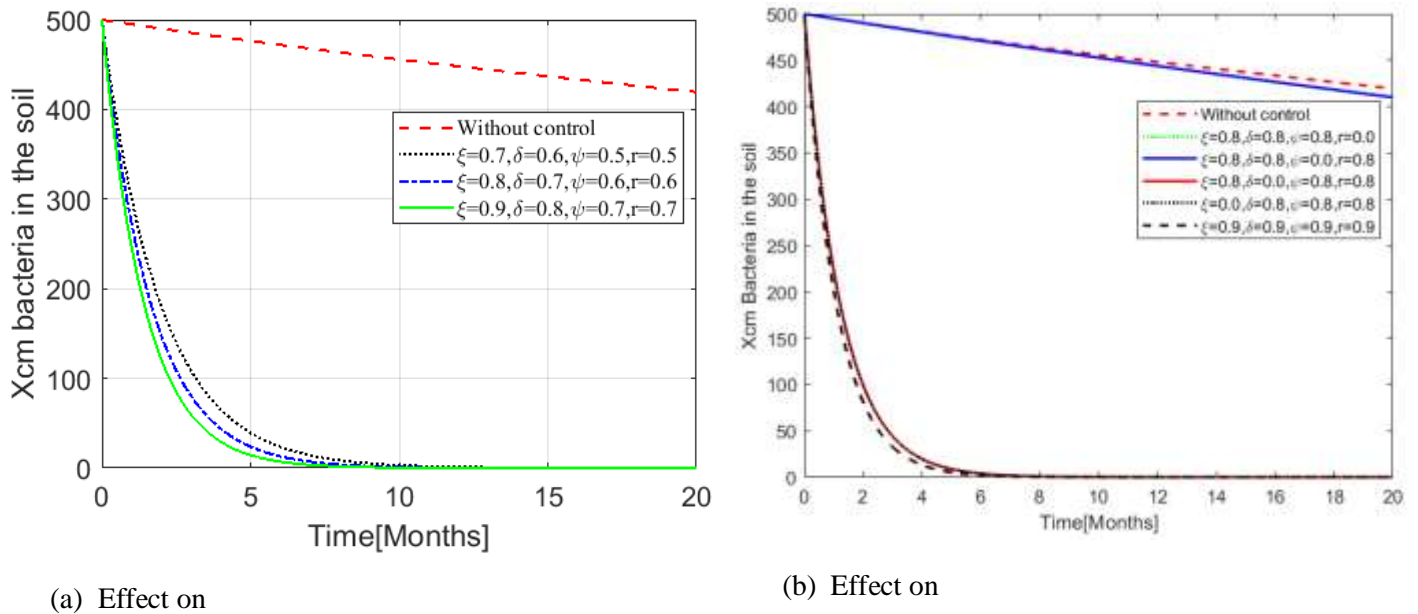 500
400
300
200
100
0
Xcm bacteria in the soil
Without control
ξ=0.7,δ=0.6,ψ=0.5,r=0.5
ξ=0.8,δ=0.7,ψ=0.6,r=0.6
ξ=0.9,δ=0.8,ψ=0.7,r=0.7
0 5 10 15 20
Time[Months]
(a) Effect on
500
450
400
350
300
250
200
150
100
50
0
Xcm Bacteria in the soil
Without control
ξ=0.8,δ=0.8,ψ=0.8,r=0.0
ξ=0.8,δ=0.8,ψ=0.0,r=0.8
ξ=0.8,δ=0.0,ψ=0.8,r=0.8
ξ=0.0,δ=0.8,ψ=0.8,r=0.8
ξ=0.9,δ=0.9,ψ=0.9,r=0.9
0 2 4 6 8 10 12 14 16 18 20
Time[Months]
(b) Effect on